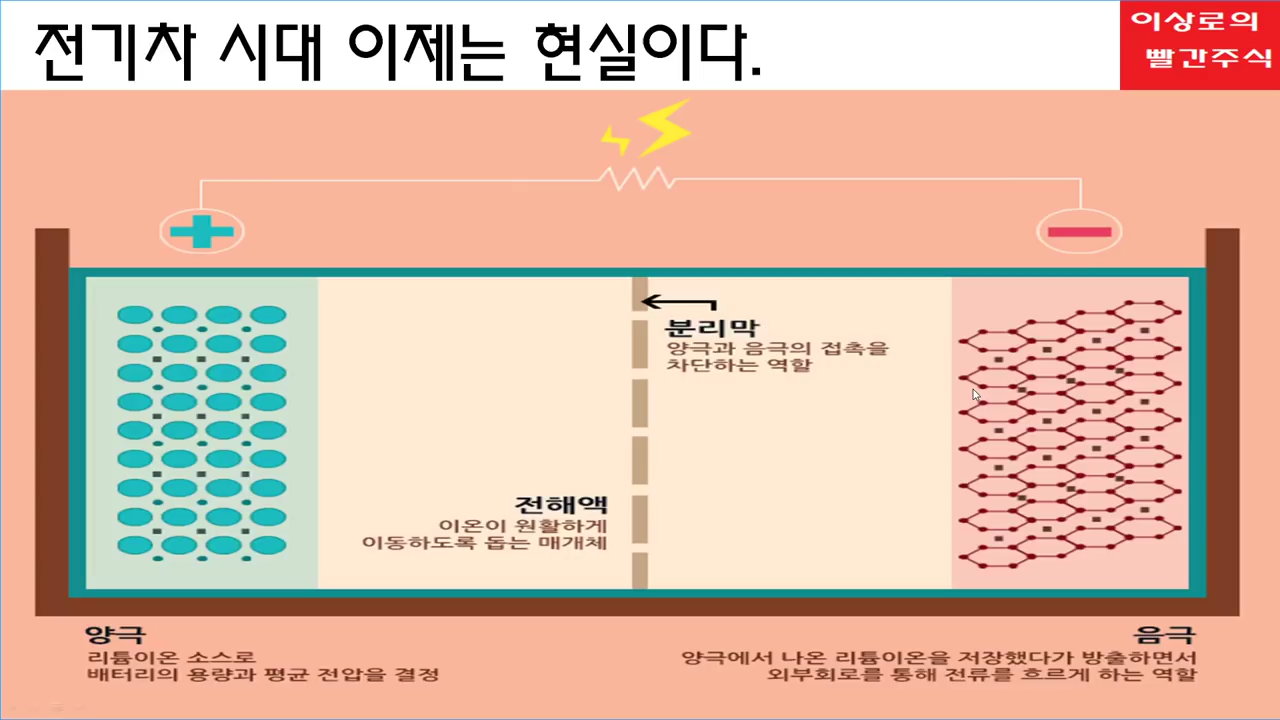 전기차 시대 이제는 현실이다.
이상로의
빨간주식
분리막
양극과 음극의 접촉을
차단하는 역할
전해액
이온이 원활하게
이동하도록 돕는 매개체
양극
리튬이온 소스로
배터리의 용량과 평균 전압을 결정
음극
양극에서 나온 리튬이온을 저장했다가 방출하면서
외부회로를 통해 전류를 흐르게 하는 역할